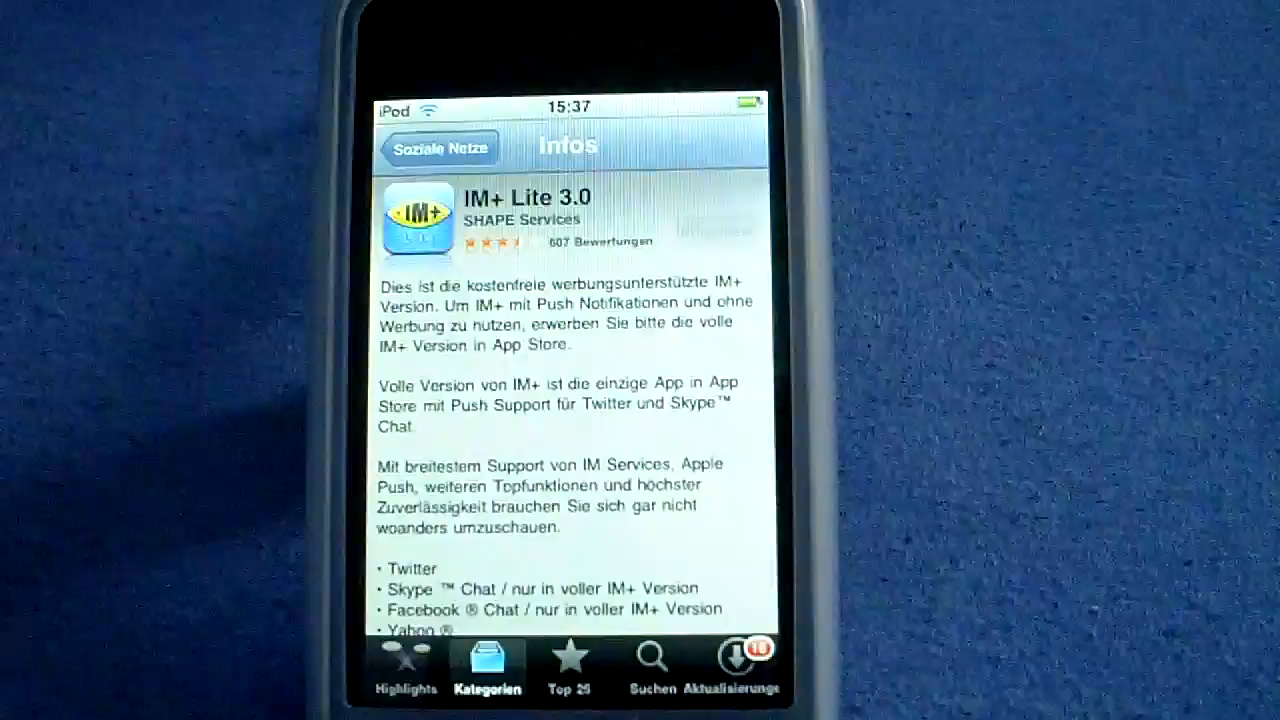 iPod 15:37
Soziale Netze Infos
IM+
IM+ Lite 3.0
SHAPE Services
607 Bewertungen
Dies ist die kostenfreie werbungsunterstützte IM+
Version. Um IM+ mit Push Notifikationen und ohne
Werbung zu nutzen, erwerben Sie bitte die volle
IM+ Version in App Store.
Volle Version von IM+ ist die einzige App in App
Store mit Push Support für Twitter und Skype™
Chat.
Mit breitestem Support von IM Services, Apple
Push, weiteren Topfunktionen und höchster
Zuverlässigkeit brauchen Sie sich gar nicht
woanders umzuschauen.
• Twitter
• Skype ™ Chat / nur in voller IM+ Version
• Facebook ® Chat / nur in voller IM+ Version
• Yahoo ®
Highlights Kategorien Top 25 Suchen Aktualisierunge